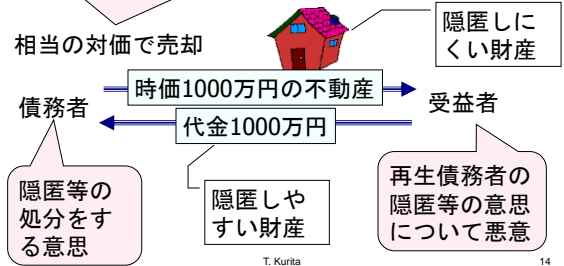 相当の対価で売却
隠匿しに
くい財産
時価1000万円の不動産
債務者
受益者
代金1000万円
隠匿等の
処分をす
る意思
隠匿しや
すい財産
再生債務者の
隠匿等の意思
について悪意
T. Kurita
14